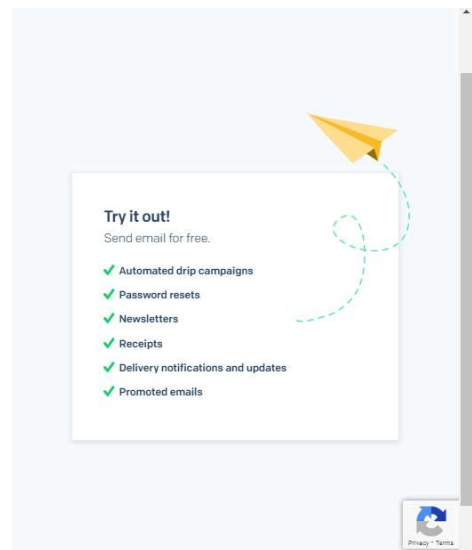 Try it out!
Send email for free.
Automated drip campaigns
Password resets
Newsletters
Receipts
Delivery notifications and updates
Promoted emails
Privacy - Terms